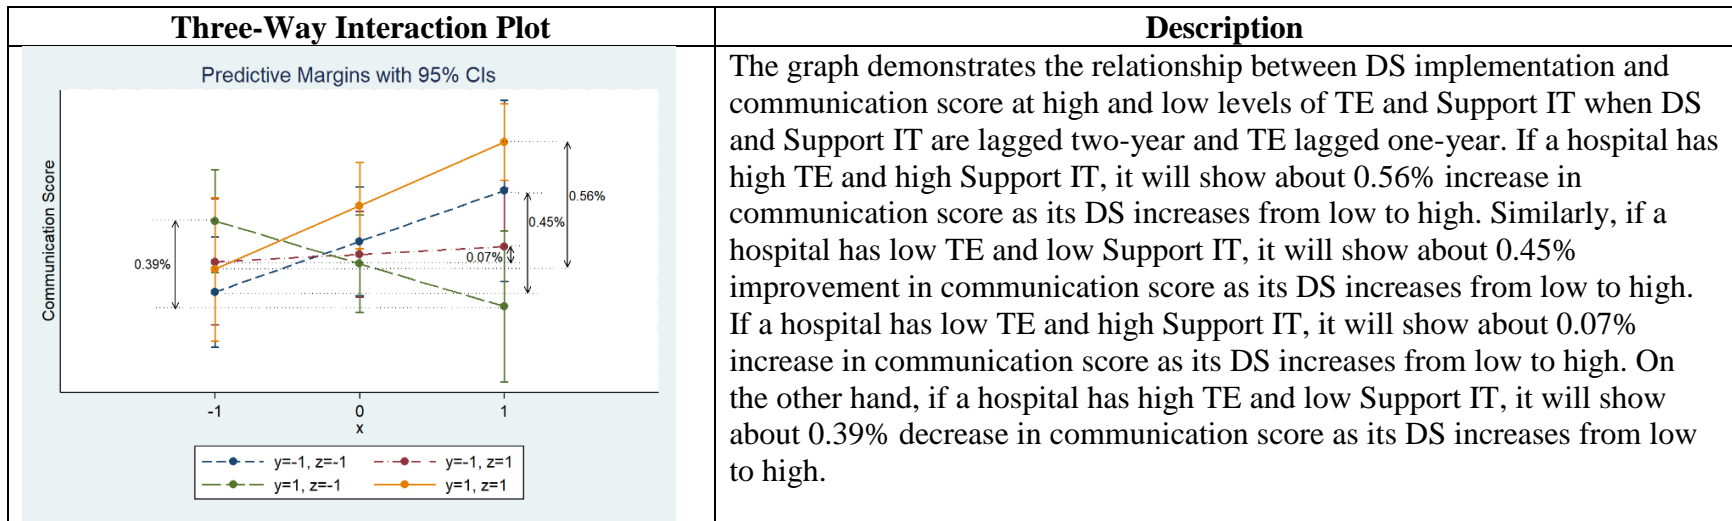 Three-Way Interaction Plot
Description
Predictive Margins with 95% CIs
Communication Score
0.39%
0.07%
0.45%
0.56%
-1
0
1
x
y=-1, z=-1
y=-1, z=1
y=1, z=-1
y=1, z=1
The graph demonstrates the relationship between DS implementation and
communication score at high and low levels of TE and Support IT when DS
and Support IT are lagged two-year and TE lagged one-year. If a hospital has
high TE and high Support IT, it will show about 0.56% increase in
communication score as its DS increases from low to high. Similarly, if a
hospital has low TE and low Support IT, it will show about 0.45%
improvement in communication score as its DS increases from low to high.
If a hospital has low TE and high Support IT, it will show about 0.07%
increase in communication score as its DS increases from low to high. On
the other hand, if a hospital has high TE and low Support IT, it will show
about 0.39% decrease in communication score as its DS increases from low
to high.